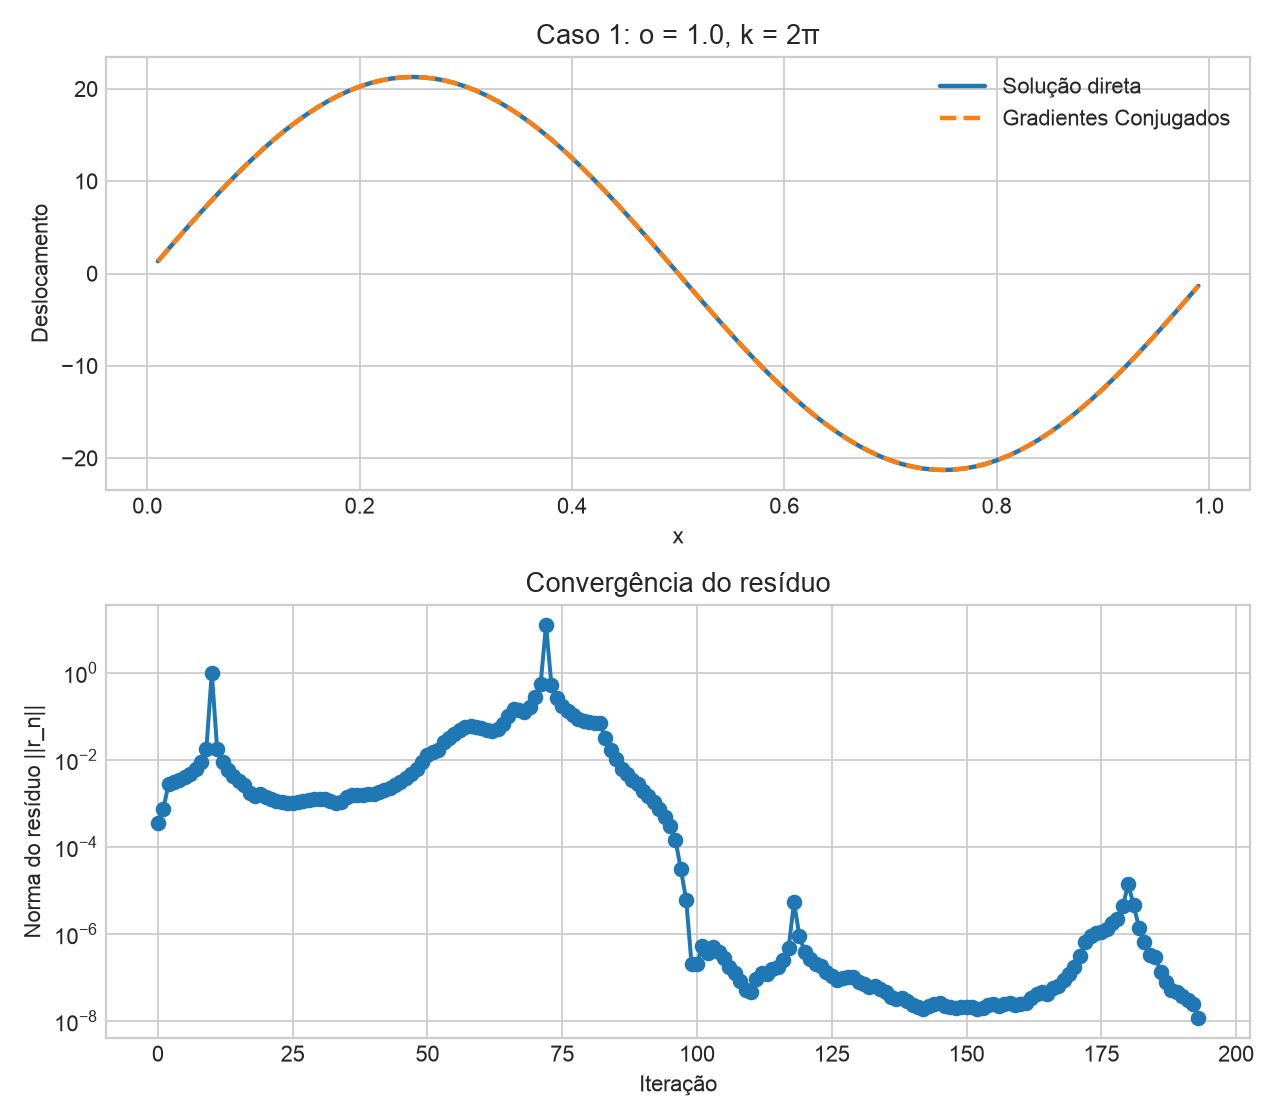 Caso 1: o = 1.0, k = 2π
Solução direta
Gradientes Conjugados
Deslocamento
20
10
0
−10
−20
0.0 0.2 0.4 0.6 0.8 1.0
x
Convergência do resíduo
Norma do resíduo ||r_n||
10⁰
10⁻²
10⁻⁴
10⁻⁶
10⁻⁸
0 25 50 75 100 125 150 175 200
Iteração